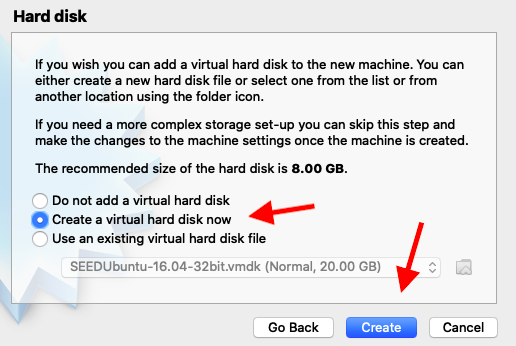 Hard disk
If you wish you can add a virtual hard disk to the new machine. You can
either create a new hard disk file or select one from the list or from
another location using the folder icon.
If you need a more complex storage set-up you can skip this step and
make the changes to the machine settings once the machine is created.
The recommended size of the hard disk is 8.00 GB.
Do not add a virtual hard disk
Create a virtual hard disk now
Use an existing virtual hard disk file
SEEDUbuntu-16.04-32bit.vmdk (Normal, 20.00 GB)
Go Back Create Cancel